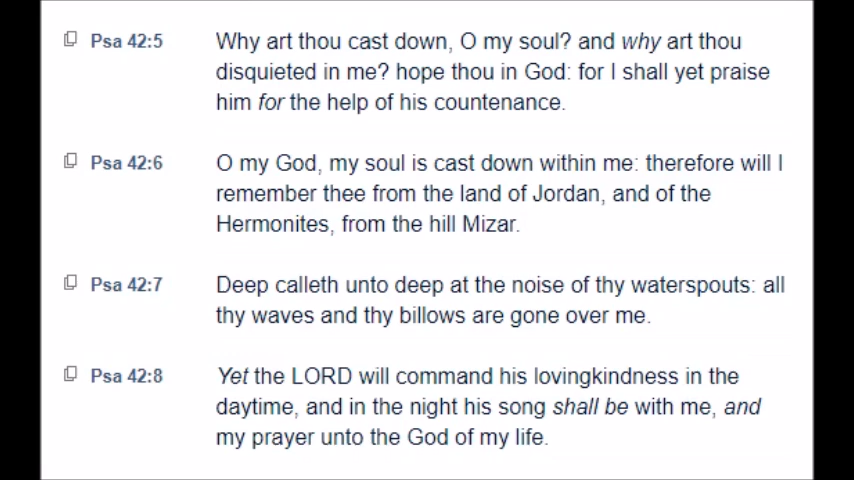 Psa 42:5 Why art thou cast down, O my soul? and why art thou
disquieted in me? hope thou in God: for I shall yet praise
him for the help of his countenance.
Psa 42:6 O my God, my soul is cast down within me: therefore will I
remember thee from the land of Jordan, and of the
Hermonites, from the hill Mizar.
Psa 42:7 Deep calleth unto deep at the noise of thy waterspouts: all
thy waves and thy billows are gone over me.
Psa 42:8 Yet the LORD will command his lovingkindness in the
daytime, and in the night his song shall be with me, and
my prayer unto the God of my life.